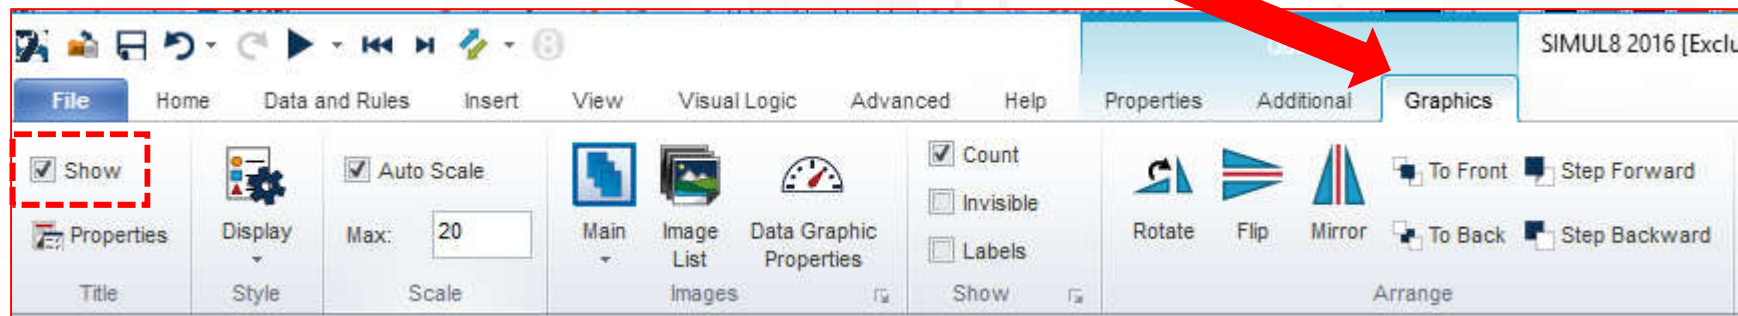 SIMUL8 2016 [Exclu
File Home Data and Rules Insert View Visual Logic Advanced Help Properties Additional Graphics
Show Auto Scale Count To Front Step Forward
Invisible
Properties Display Max: 20 Main Image List Data Graphic Properties Labels Rotate Flip Mirror To Back Step Backward
Title Style Scale Images Show Arrange